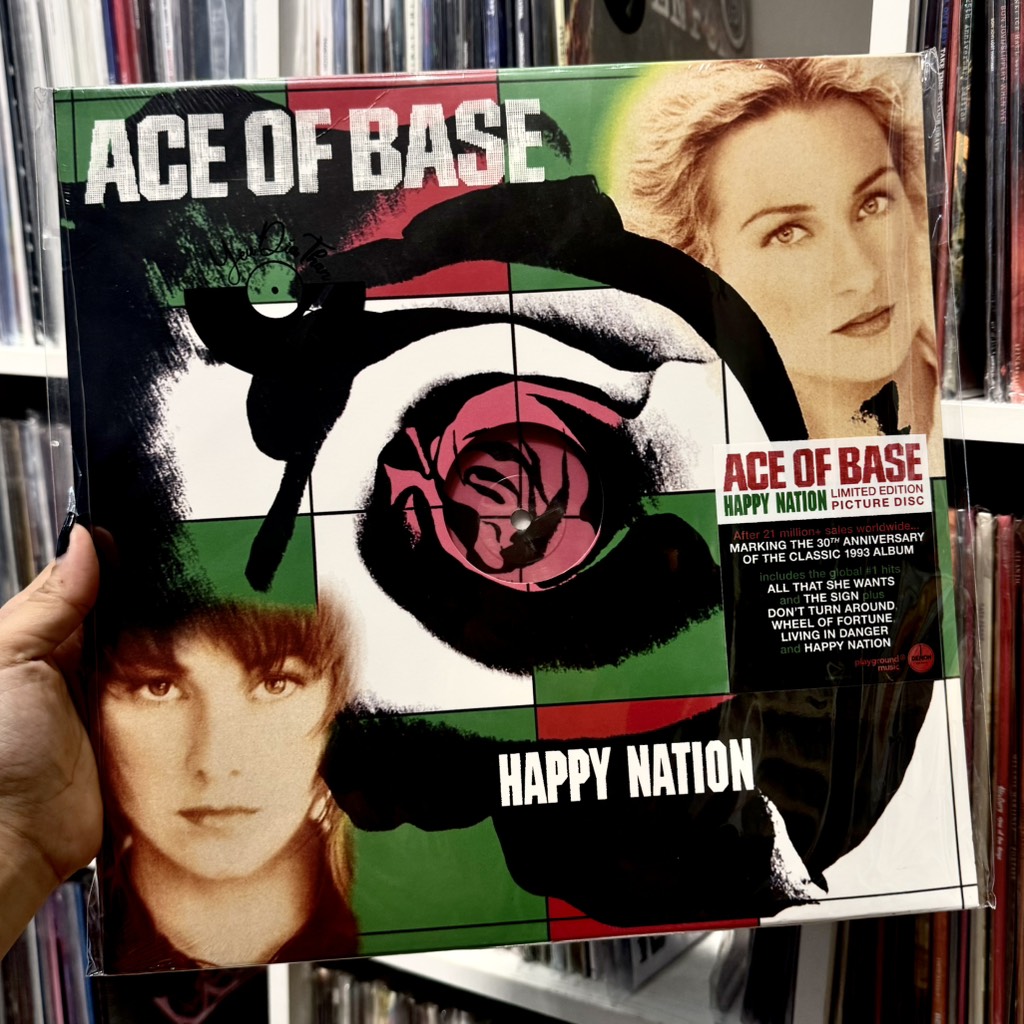 ACE OF BASE
ACE OF BASE
HAPPY NATION LIMITED EDITION
PICTURE DISC
After 21 million+ sales worldwide...
MARKING THE 30TH ANNIVERSARY
OF THE CLASSIC 1993 ALBUM
includes the global #1 hits
ALL THAT SHE WANTS
and THE SIGN plus
DON'T TURN AROUND,
WHEEL OF FORTUNE,
LIVING IN DANGER
and HAPPY NATION
playground
music
HAPPY NATION